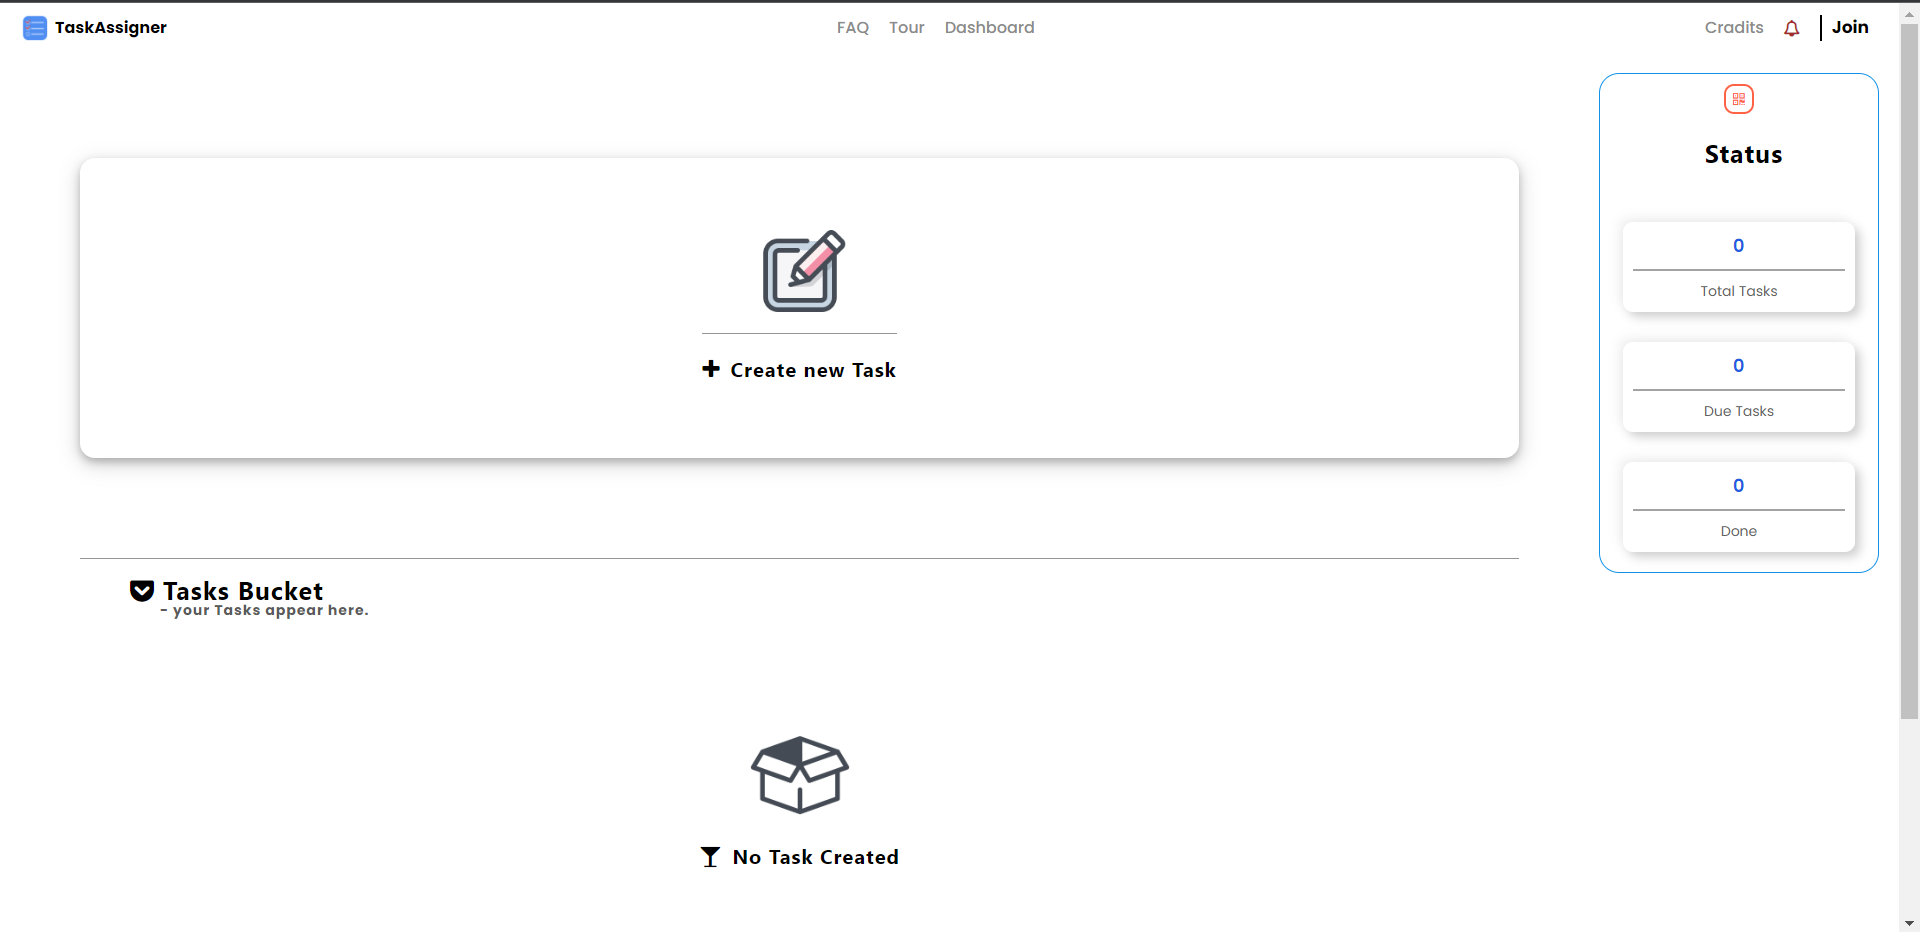 TaskAssigner
FAQ Tour Dashboard
Cradits
Join
Status
0
Total Tasks
0
Due Tasks
0
Done
Create new Task
Tasks Bucket
- your Tasks appear here.
No Task Created